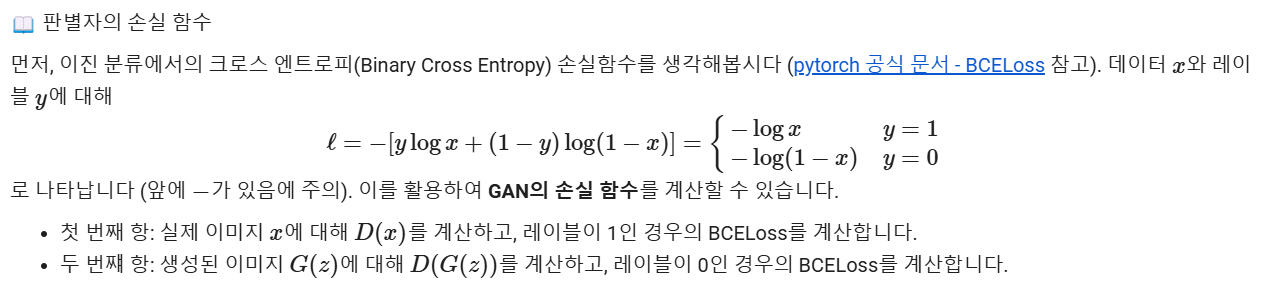 📖 판별자의 손실 함수
먼저, 이진 분류에서의 크로스 엔트로피(Binary Cross Entropy) 손실함수를 생각해봅시다 (pytorch 공식 문서 - BCELoss 참고). 데이터 x와 레이
블 y에 대해
ℓ = −[y log x + (1 − y) log(1 − x)] = { − log x y = 1
− log(1 − x) y = 0
로 나타납니다 (앞에 −가 있음에 주의). 이를 활용하여 GAN의 손실 함수를 계산할 수 있습니다.
• 첫 번째 항: 실제 이미지 x에 대해 D(x)를 계산하고, 레이블이 1인 경우의 BCELoss를 계산합니다.
• 두 번쨰 항: 생성된 이미지 G(z)에 대해 D(G(z))를 계산하고, 레이블이 0인 경우의 BCELoss를 계산합니다.